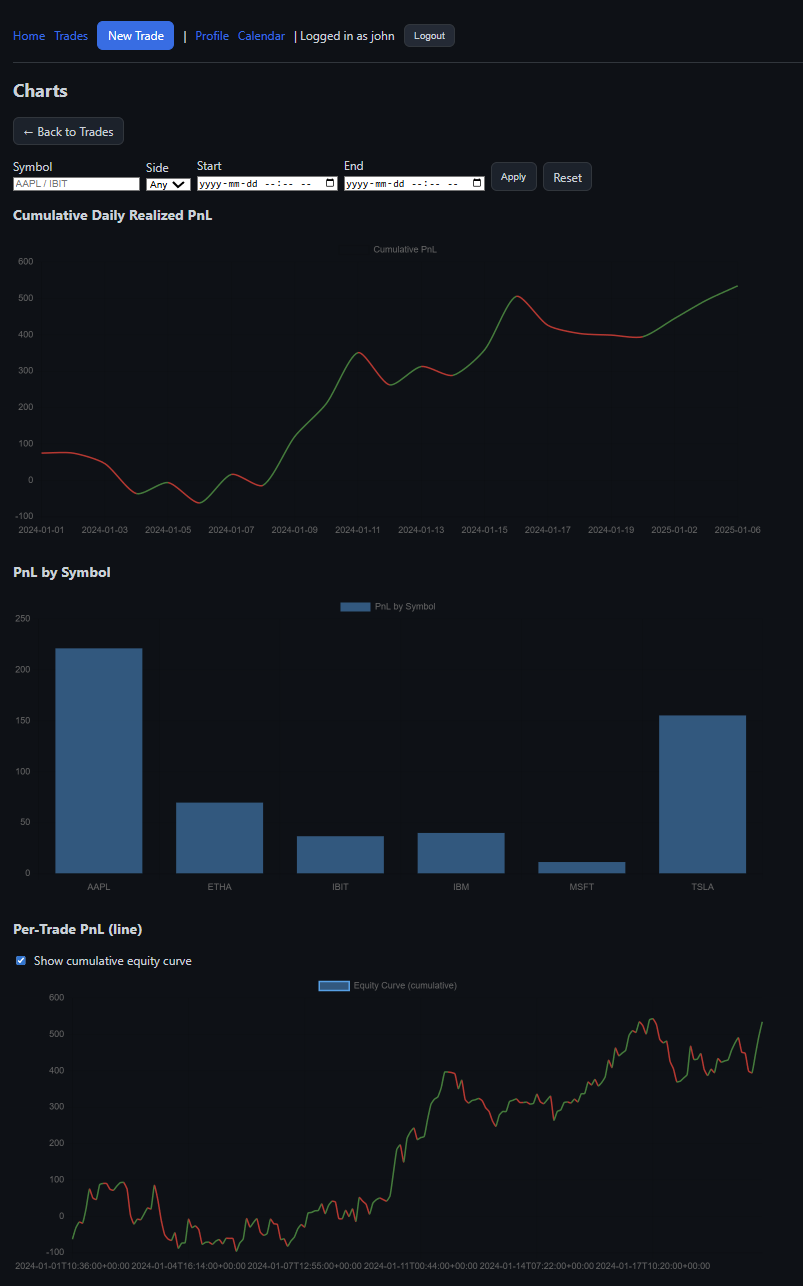 Home Trades New Trade | Profile Calendar | Logged in as john Logout
Charts
← Back to Trades
Symbol Side Start End
AAPL / IBIT Any yyyy-mm-dd --:-- -- yyyy-mm-dd --:-- -- Apply Reset
Cumulative Daily Realized PnL
Cumulative PnL
600
500
400
300
200
100
0
-100
2024-01-01 2024-01-03 2024-01-05 2024-01-07 2024-01-09 2024-01-11 2024-01-13 2024-01-15 2024-01-17 2024-01-19 2025-01-02 2025-01-06
PnL by Symbol
PnL by Symbol
250
200
150
100
50
0
AAPL ETHA IBIT IBM MSFT TSLA
Per-Trade PnL (line)
Show cumulative equity curve
Equity Curve (cumulative)
600
500
400
300
200
100
0
-100
2024-01-01T10:36:00+00:00 2024-01-04T16:14:00+00:00 2024-01-07T12:55:00+00:00 2024-01-11T00:44:00+00:00 2024-01-14T07:22:00+00:00 2024-01-17T10:20:00+00:00